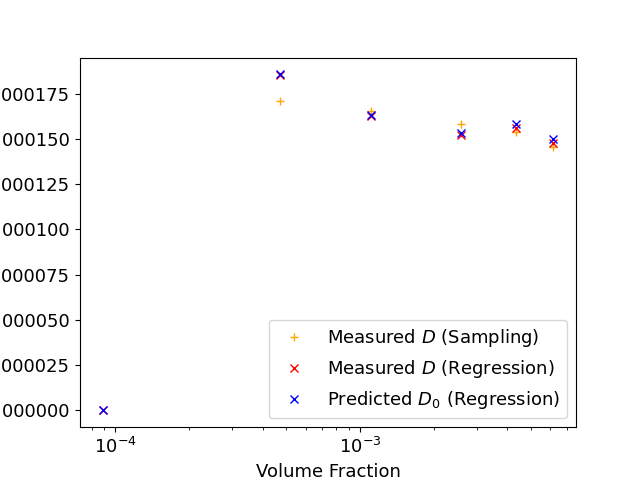 000175
000150
000125
000100
000075
000050
000025
000000
Measured D (Sampling)
Measured D (Regression)
Predicted D₀ (Regression)
10⁻⁴ 10⁻³
Volume Fraction